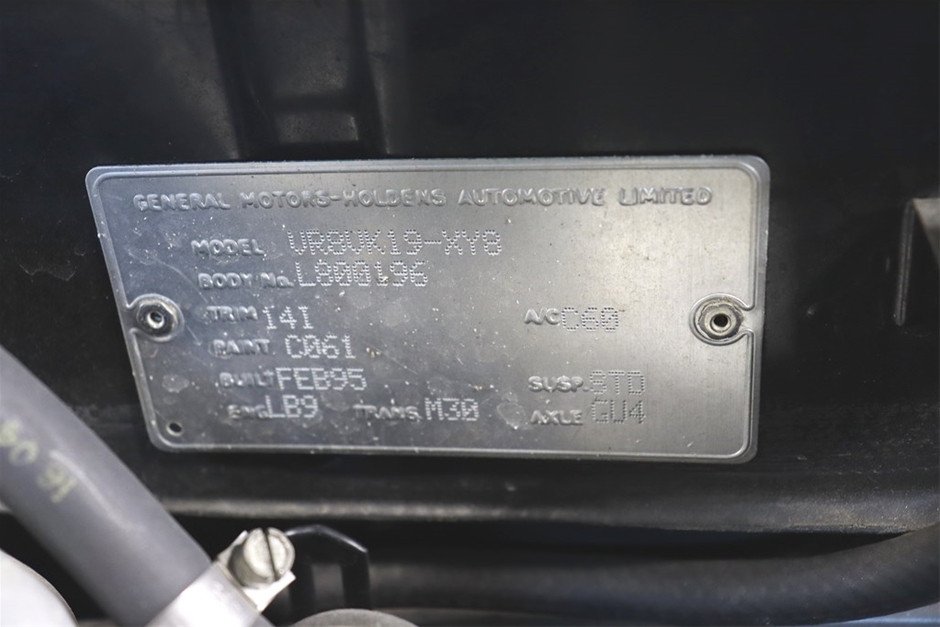 GENERAL MOTORS-HOLDENS AUTOMOTIVE LIMITED
MODEL VR8VK19-XY8
BODY No. L800196
TRIM 14I
A/C C60
PAINT C061
BUILT FEB95
SUSP. STD
ENG LB9 TRANS. M30 AXLE GU4